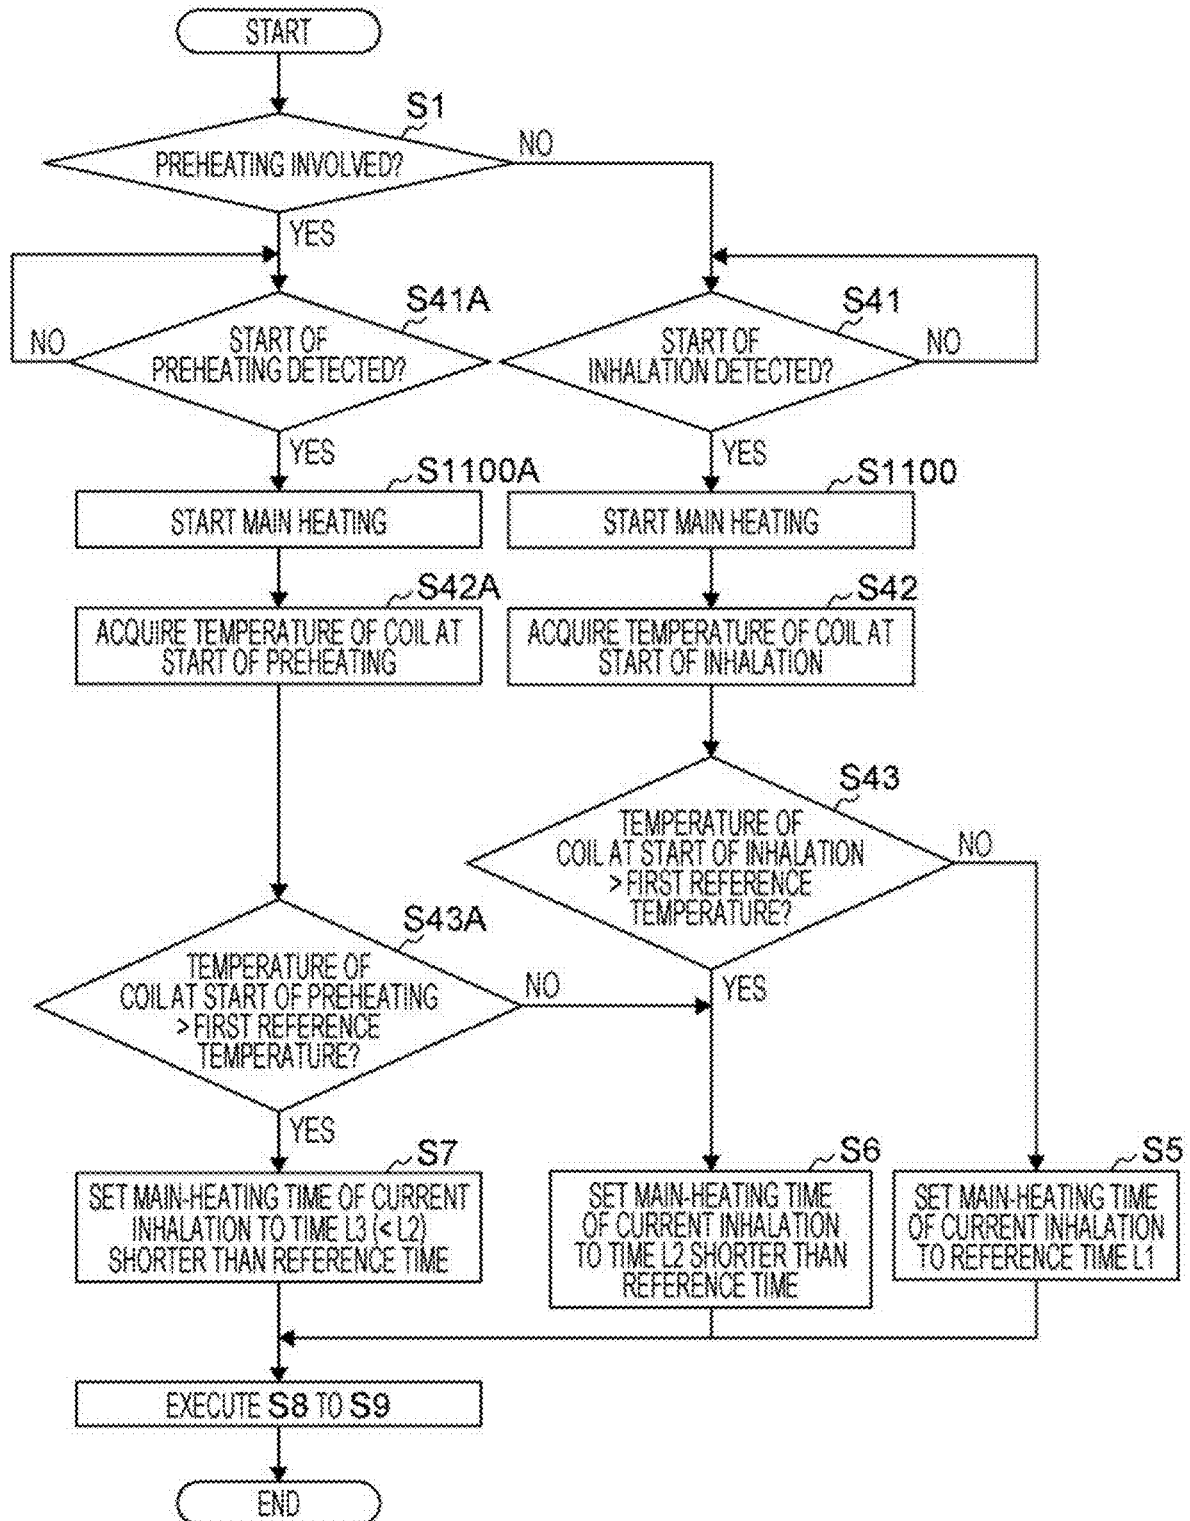 START
S1
PREHEATING INVOLVED?
NO
YES
S41A
START OF
PREHEATING DETECTED?
NO
YES
S41
START OF
INHALATION DETECTED?
NO
YES
S1100A
START MAIN HEATING
S1100
START MAIN HEATING
S42A
ACQUIRE TEMPERATURE OF COIL AT
START OF PREHEATING
S42
ACQUIRE TEMPERATURE OF COIL AT
START OF INHALATION
S43
TEMPERATURE OF
COIL AT START OF INHALATION
> FIRST REFERENCE
TEMPERATURE?
NO
YES
S43A
TEMPERATURE OF
COIL AT START OF PREHEATING
> FIRST REFERENCE
TEMPERATURE?
NO
YES
S7
SET MAIN-HEATING TIME OF CURRENT
INHALATION TO TIME L3 (< L2)
SHORTER THAN REFERENCE TIME
S6
SET MAIN-HEATING TIME
OF CURRENT INHALATION
TO TIME L2 SHORTER THAN
REFERENCE TIME
S5
SET MAIN-HEATING TIME
OF CURRENT INHALATION
TO REFERENCE TIME L1
EXECUTE S8 TO S9
END